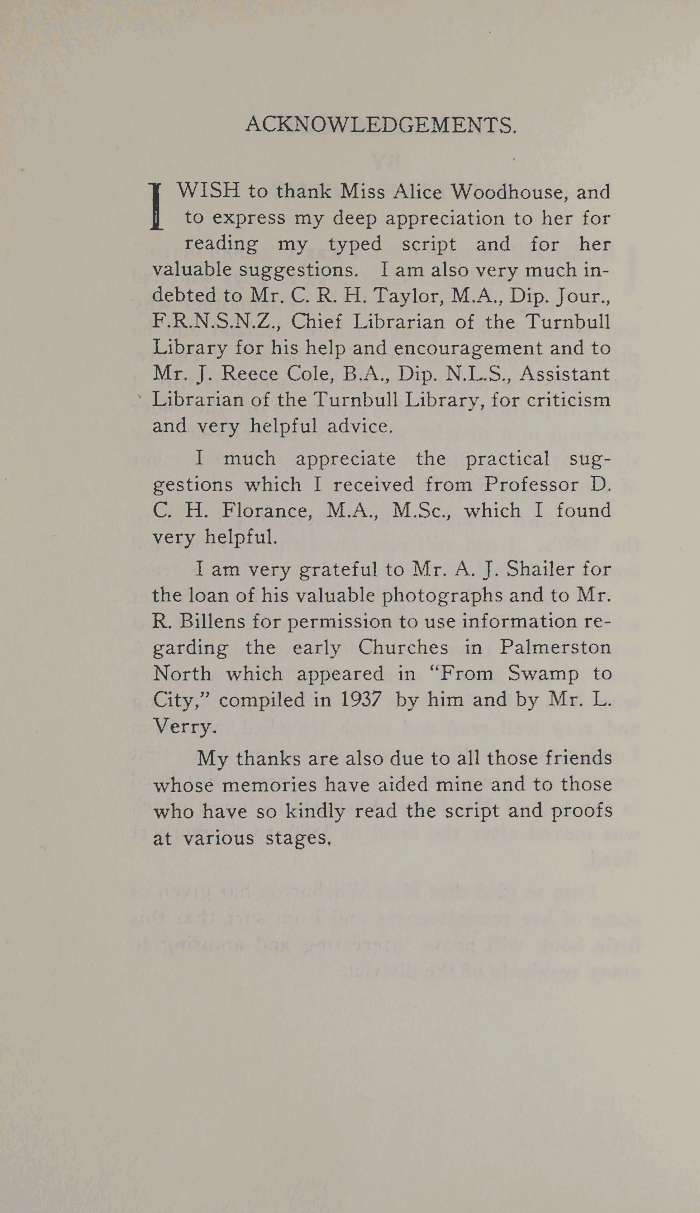 ACKNOWLEDGEMENTS.
I WISH to thank Miss Alice Woodhouse, and
to express my deep appreciation to her for
reading my typed script and for her
valuable suggestions. I am also very much in-
debted to Mr. C. R. H. Taylor, M.A., Dip. Jour.,
F.R.N.S.N.Z., Chief Librarian of the Turnbull
Library for his help and encouragement and to
Mr. J. Reece Cole, B.A., Dip. N.L.S., Assistant
Librarian of the Turnbull Library, for criticism
and very helpful advice.
I much appreciate the practical sug-
gestions which I received from Professor D.
C. H. Florance, M.A., M.Sc., which I found
very helpful.
I am very grateful to Mr. A. J. Shailer for
the loan of his valuable photographs and to Mr.
R. Billens for permission to use information re-
garding the early Churches in Palmerston
North which appeared in “From Swamp to
City,” compiled in 1937 by him and by Mr. L.
Verry.
My thanks are also due to all those friends
whose memories have aided mine and to those
who have so kindly read the script and proofs
at various stages.